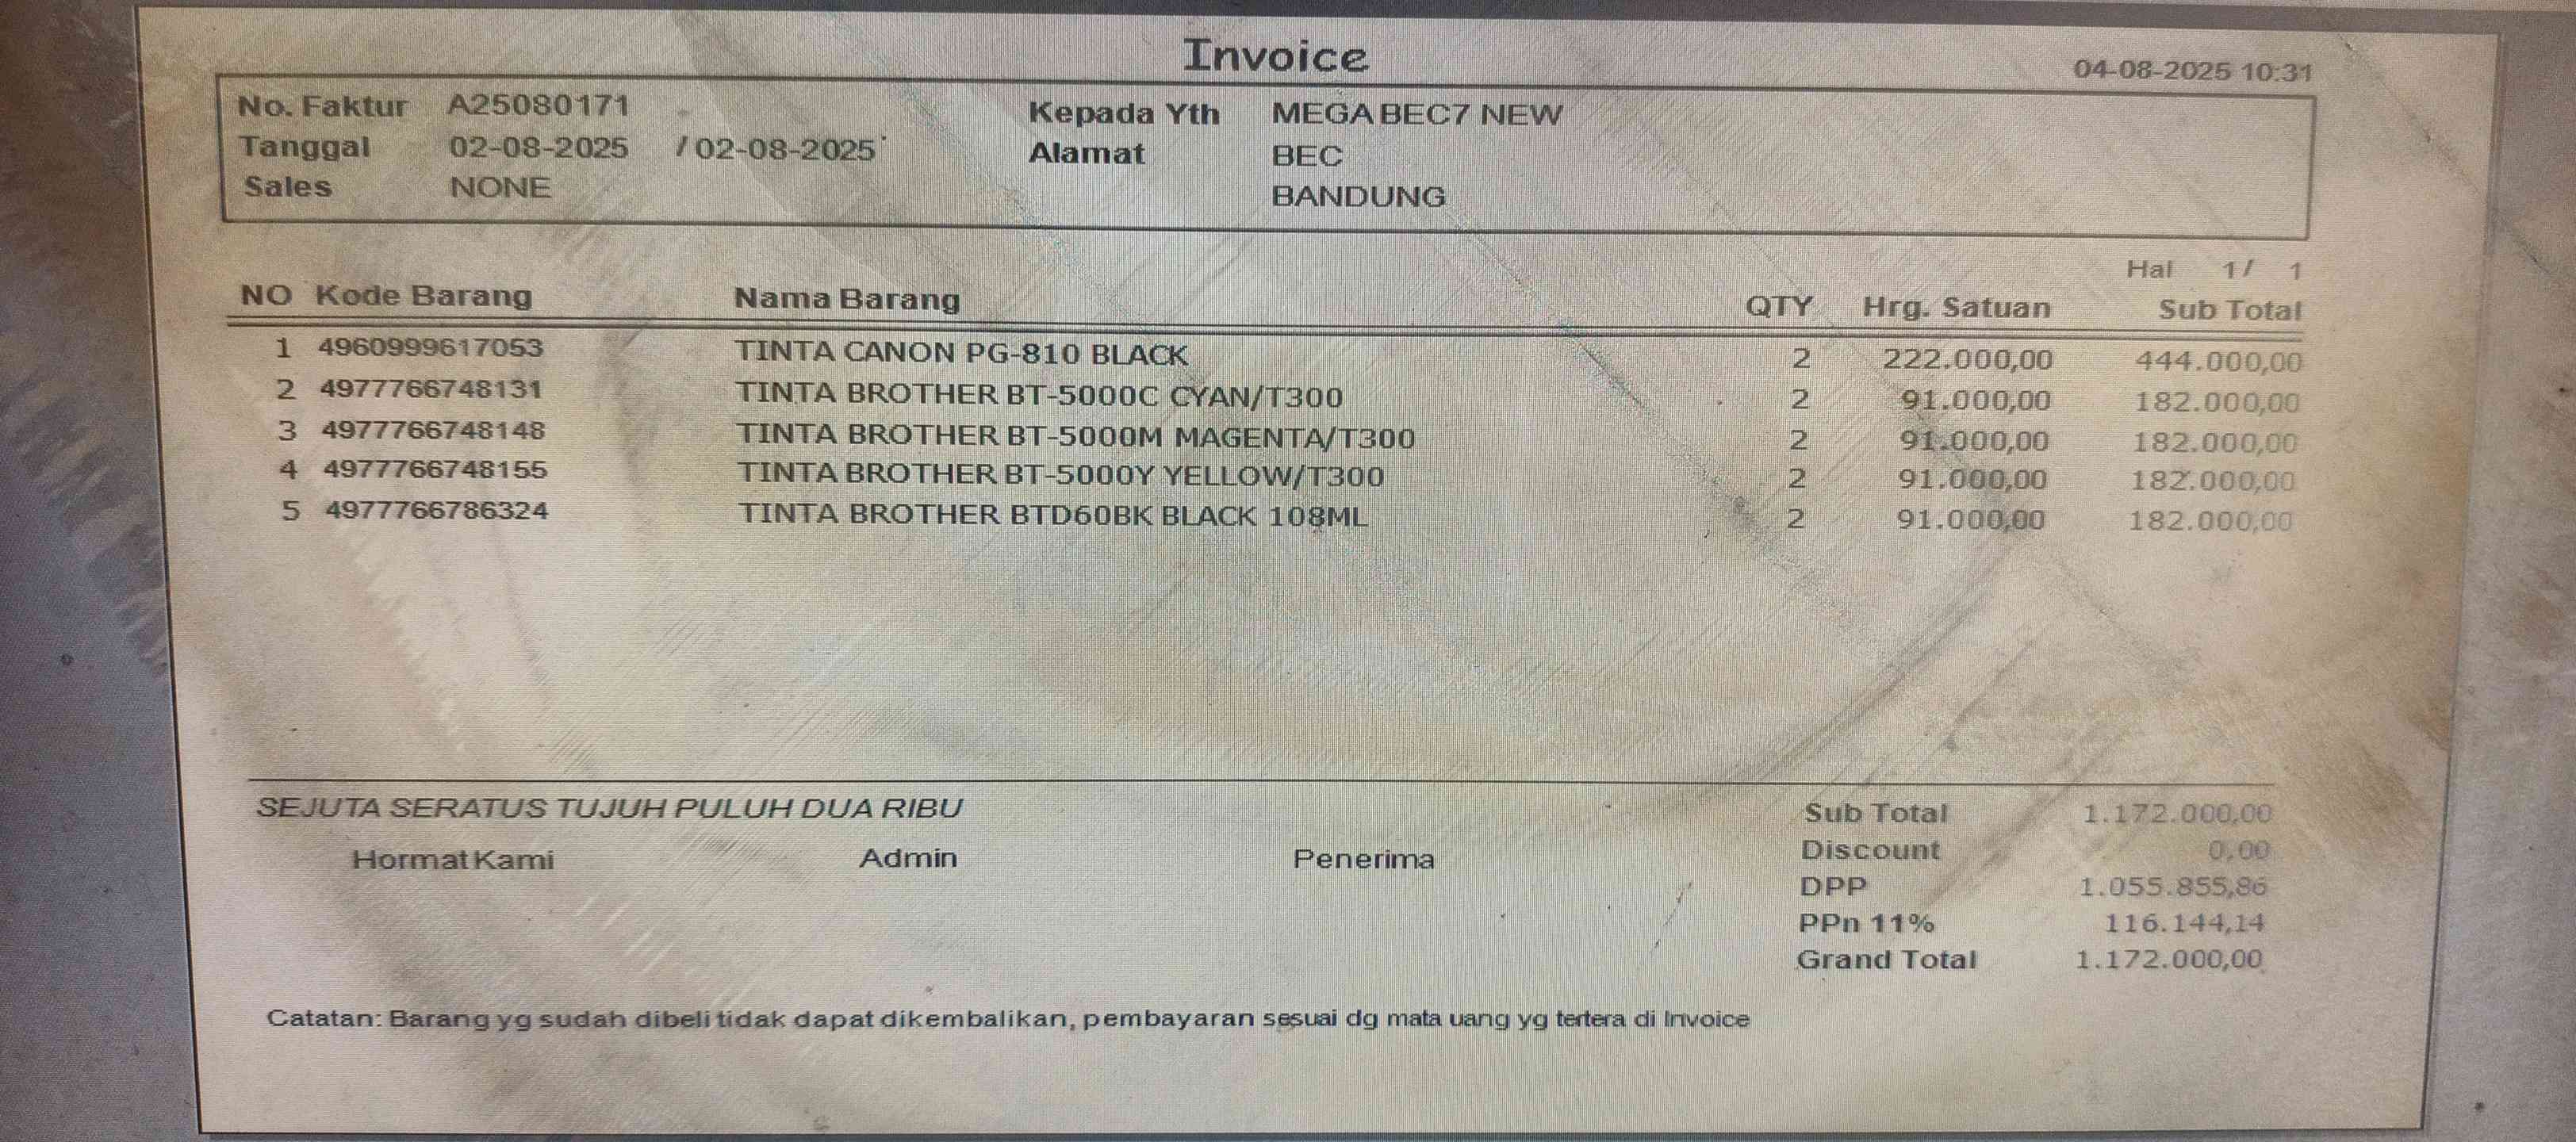 Invoice
04-08-2025 10:31
No. Faktur A25080171 Kepada Yth MEGA BEC7 NEW
Tanggal 02-08-2025 / 02-08-2025 Alamat BEC
Sales NONE BANDUNG
Hal 1/ 1
NO Kode Barang Nama Barang QTY Hrg. Satuan Sub Total
1 4960999617053 TINTA CANON PG-810 BLACK 2 222.000,00 444.000,00
2 4977766748131 TINTA BROTHER BT-5000C CYAN/T300 2 91.000,00 182.000,00
3 4977766748148 TINTA BROTHER BT-5000M MAGENTA/T300 2 91.000,00 182.000,00
4 4977766748155 TINTA BROTHER BT-5000Y YELLOW/T300 2 91.000,00 182.000,00
5 4977766786324 TINTA BROTHER BTD60BK BLACK 108ML 2 91.000,00 182.000,00
SEJUTA SERATUS TUJUH PULUH DUA RIBU Sub Total 1.172.000,00
Hormat Kami Admin Penerima Discount 0,00
DPP 1.055.855,86
PPn 11% 116.144,14
Grand Total 1.172.000,00
Catatan: Barang yg sudah dibeli tidak dapat dikembalikan, pembayaran sesuai dg mata uang yg tertera di Invoice